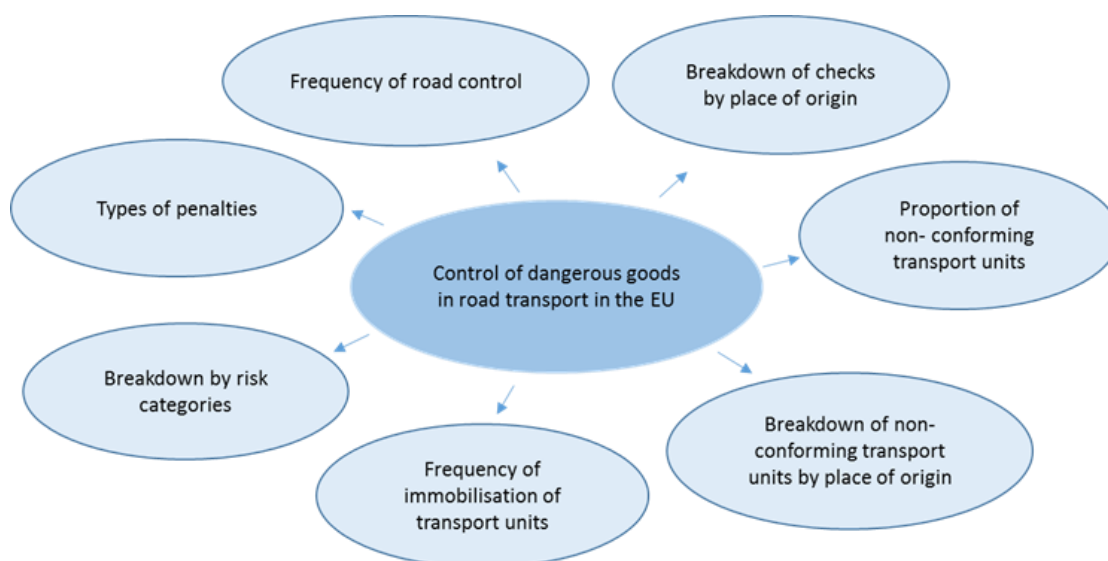 Frequency of road control
Breakdown of checks
by place of origin
Types of penalties
Proportion of
non- conforming
transport units
Control of dangerous goods
in road transport in the EU
Breakdown by risk
categories
Breakdown of non-
conforming transport
units by place of origin
Frequency of
immobilisation of
transport units